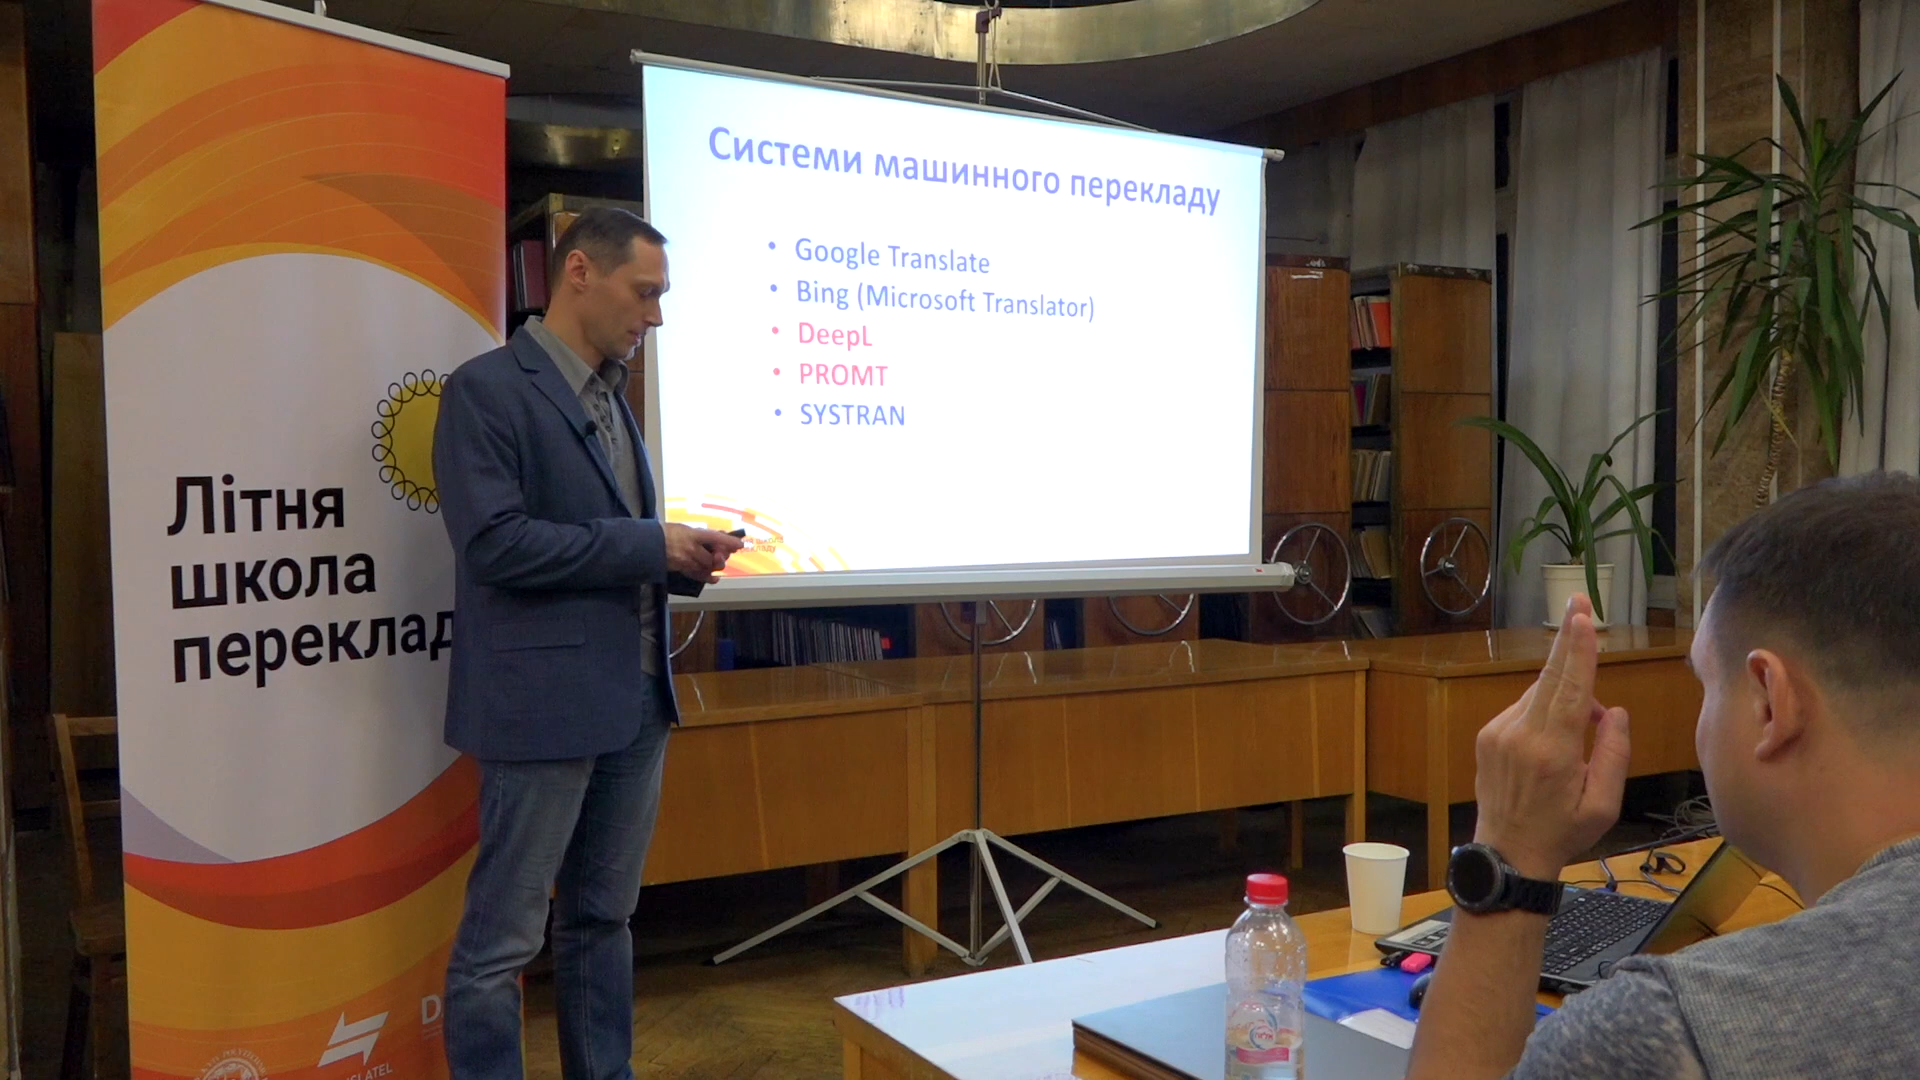 Системи машинного перекладу
• Google Translate
• Bing (Microsoft Translator)
• DeepL
• PROMT
• SYSTRAN
Літня
школа
переклад